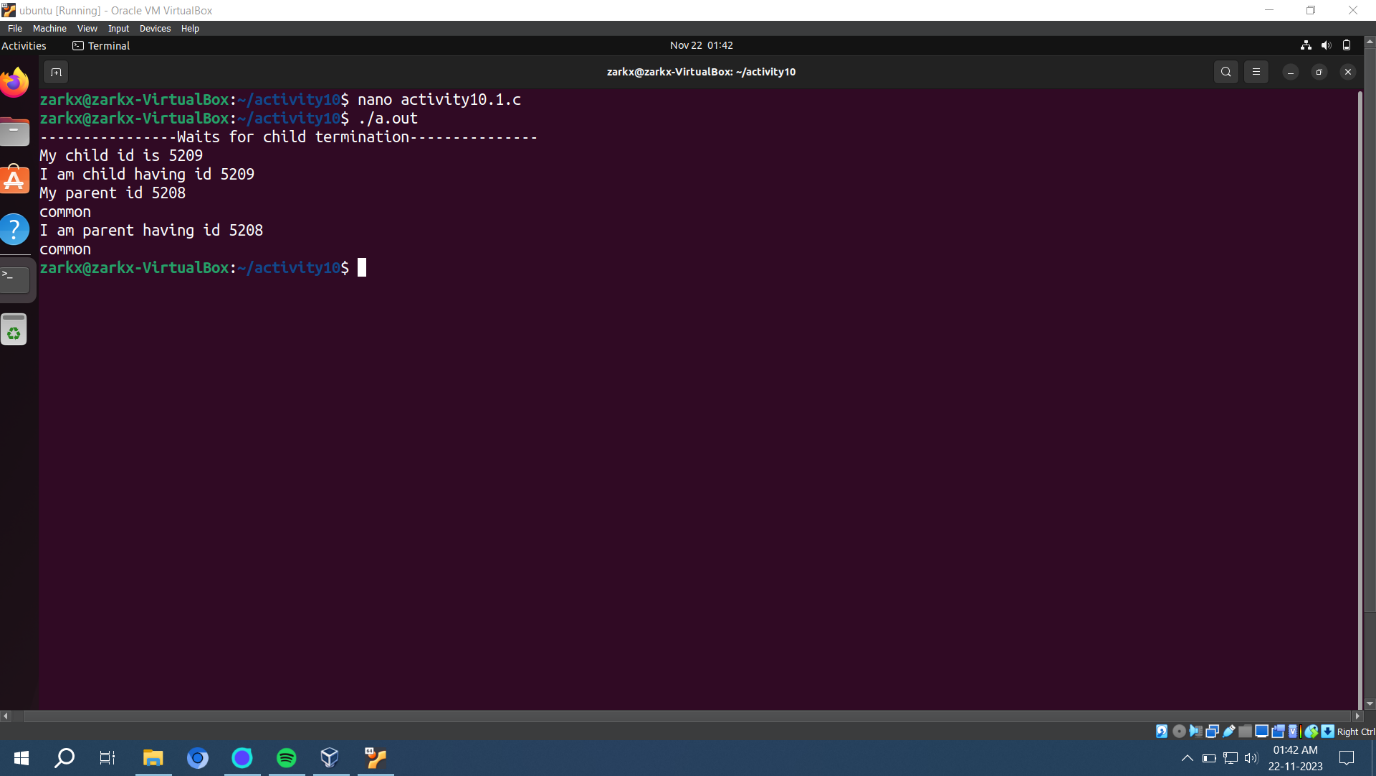 ubuntu [Running] - Oracle VM VirtualBox
File Machine View Input Devices Help
Activities Terminal Nov 22 01:42
zarkx@zarkx-VirtualBox: ~/activity10
zarkx@zarkx-VirtualBox:~/activity10$ nano activity10.1.c
zarkx@zarkx-VirtualBox:~/activity10$ ./a.out
----------------Waits for child termination---------------
My child id is 5209
I am child having id 5209
My parent id 5208
common
I am parent having id 5208
common
zarkx@zarkx-VirtualBox:~/activity10$
Right Ctrl
01:42 AM
22-11-2023